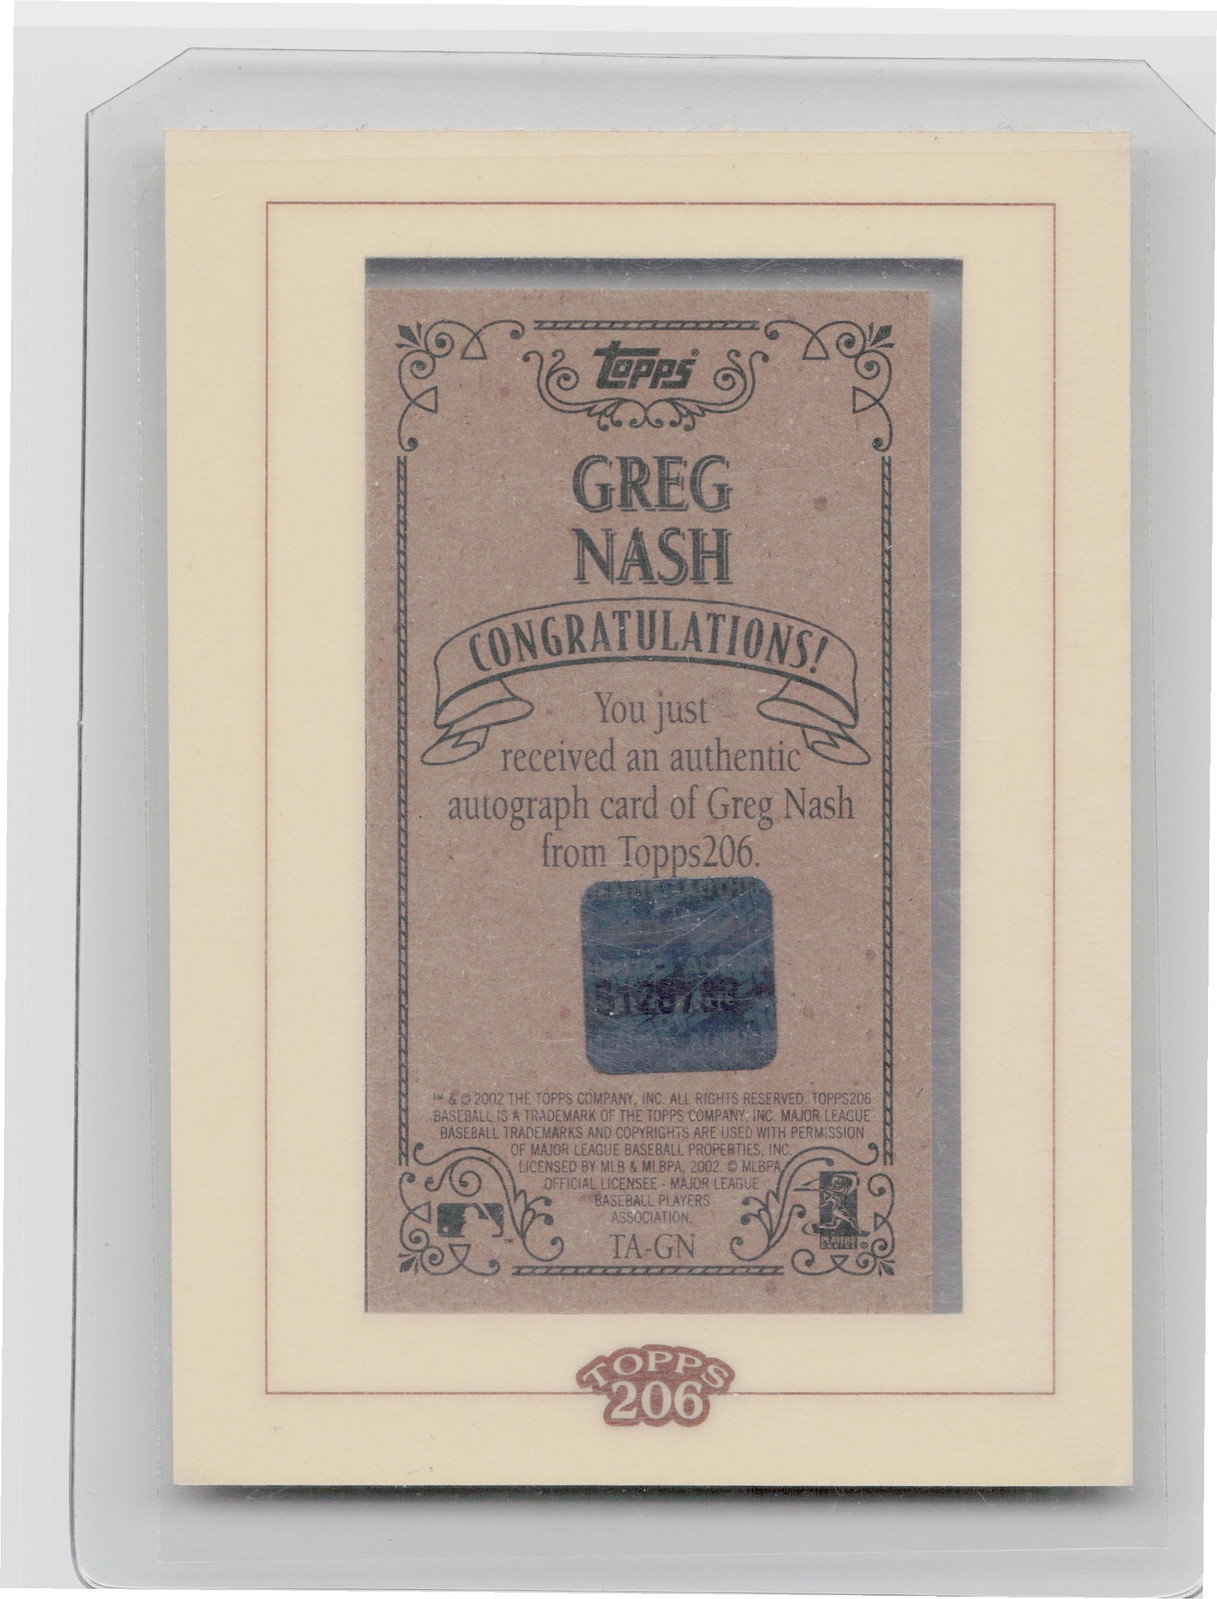 Topps®
GREG
NASH
CONGRATULATIONS!
You just
received an authentic
autograph card of Greg Nash
from Topps206.
™ & © 2002 THE TOPPS COMPANY, INC. ALL RIGHTS RESERVED. TOPPS206
BASEBALL IS A TRADEMARK OF THE TOPPS COMPANY, INC. MAJOR LEAGUE
BASEBALL TRADEMARKS AND COPYRIGHTS ARE USED WITH PERMISSION
OF MAJOR LEAGUE BASEBALL PROPERTIES, INC.
LICENSED BY MLB & MLBPA, 2002. © MLBPA
OFFICIAL LICENSEE - MAJOR LEAGUE
BASEBALL PLAYERS
ASSOCIATION.
PLAYERS
CHOICE ®
™
TA-GN
TOPPS
206